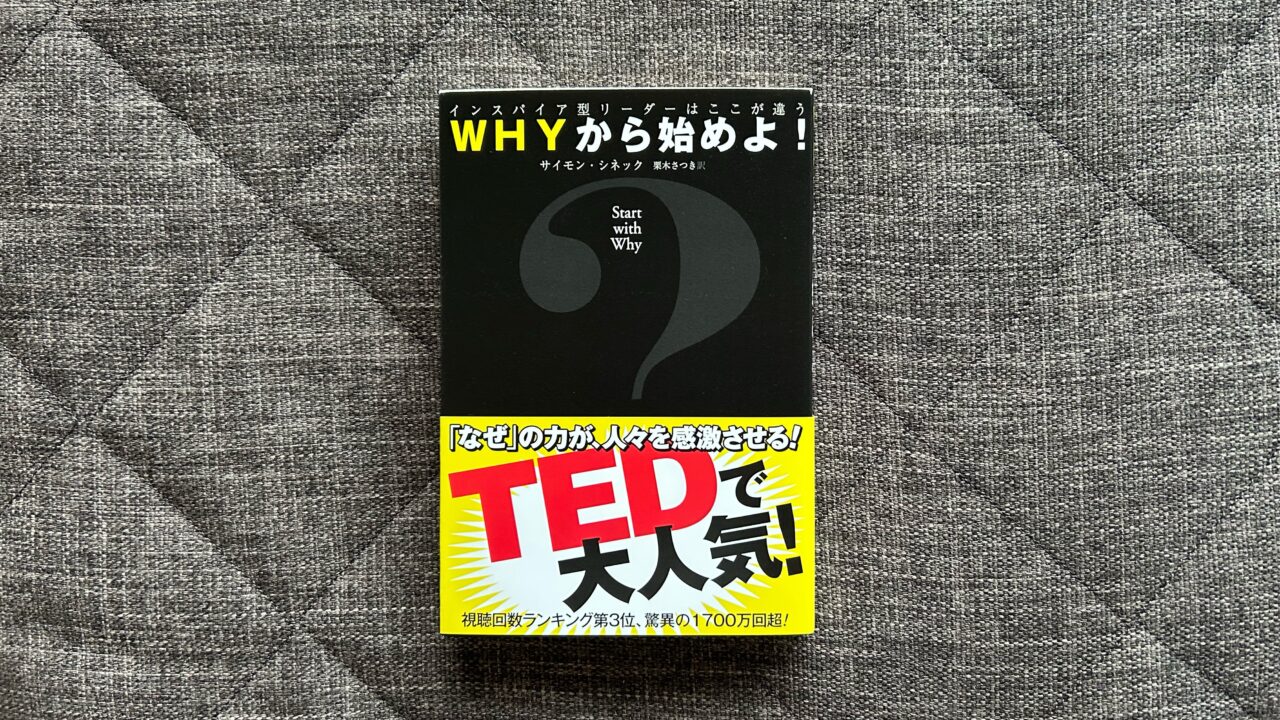 インスパイア型リーダーはここが違う
WHYから始めよ！
サイモン・シネック 栗木さつき訳
Start
with
Why
「なぜ」の力が、人々を感激させる！
TEDで
大人気！
視聴回数ランキング第3位、驚異の1700万回超！